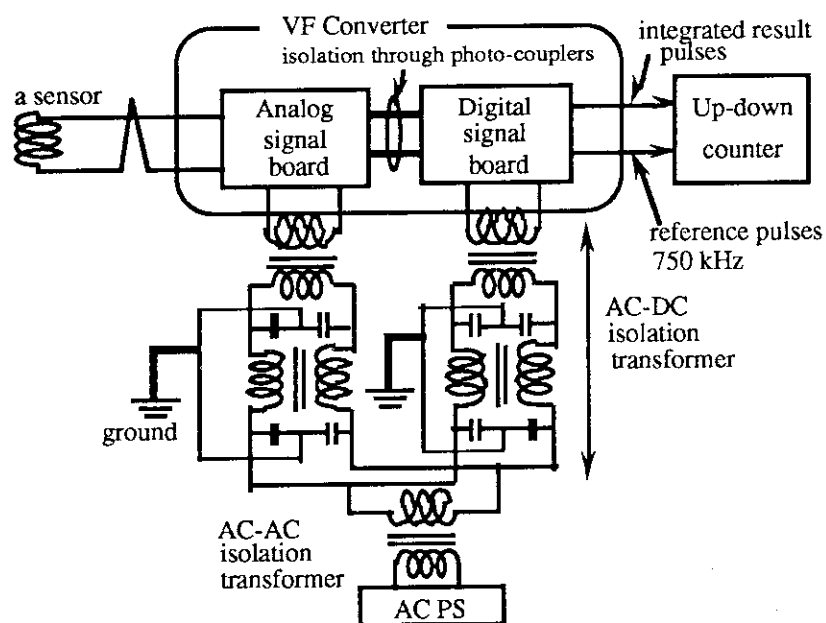 VF Converter
isolation through photo-couplers
integrated result
pulses
a sensor
Analog
signal
board
Digital
signal
board
Up-down
counter
reference pulses
750 kHz
AC-DC
isolation
transformer
ground
AC-AC
isolation
transformer
AC PS